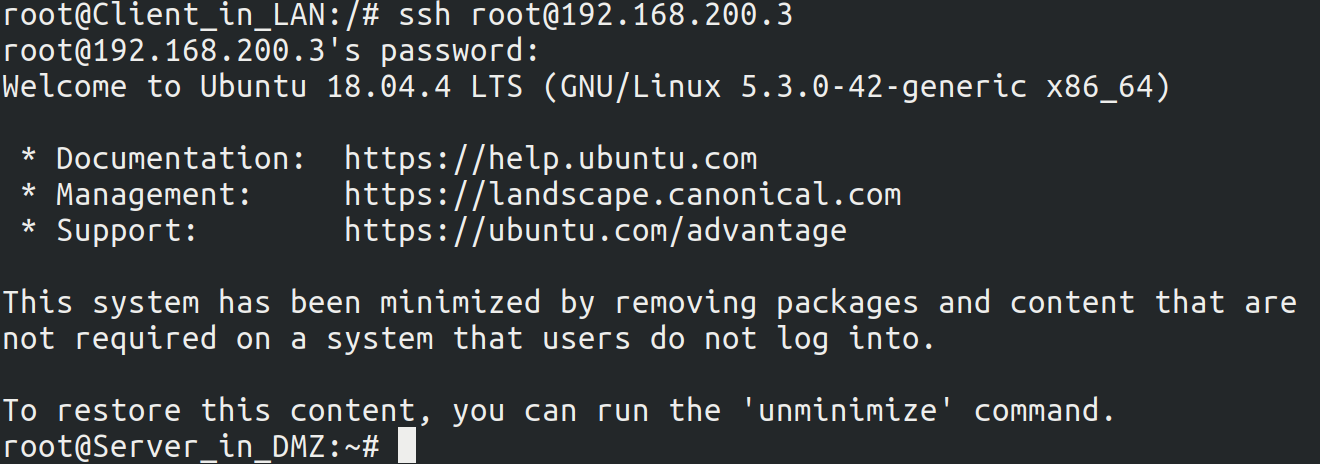 root@Client_in_LAN:/# ssh root@192.168.200.3
root@192.168.200.3's password:
Welcome to Ubuntu 18.04.4 LTS (GNU/Linux 5.3.0-42-generic x86_64)

 * Documentation:  https://help.ubuntu.com
 * Management:     https://landscape.canonical.com
 * Support:        https://ubuntu.com/advantage

This system has been minimized by removing packages and content that are
not required on a system that users do not log into.

To restore this content, you can run the 'unminimize' command.
root@Server_in_DMZ:~#